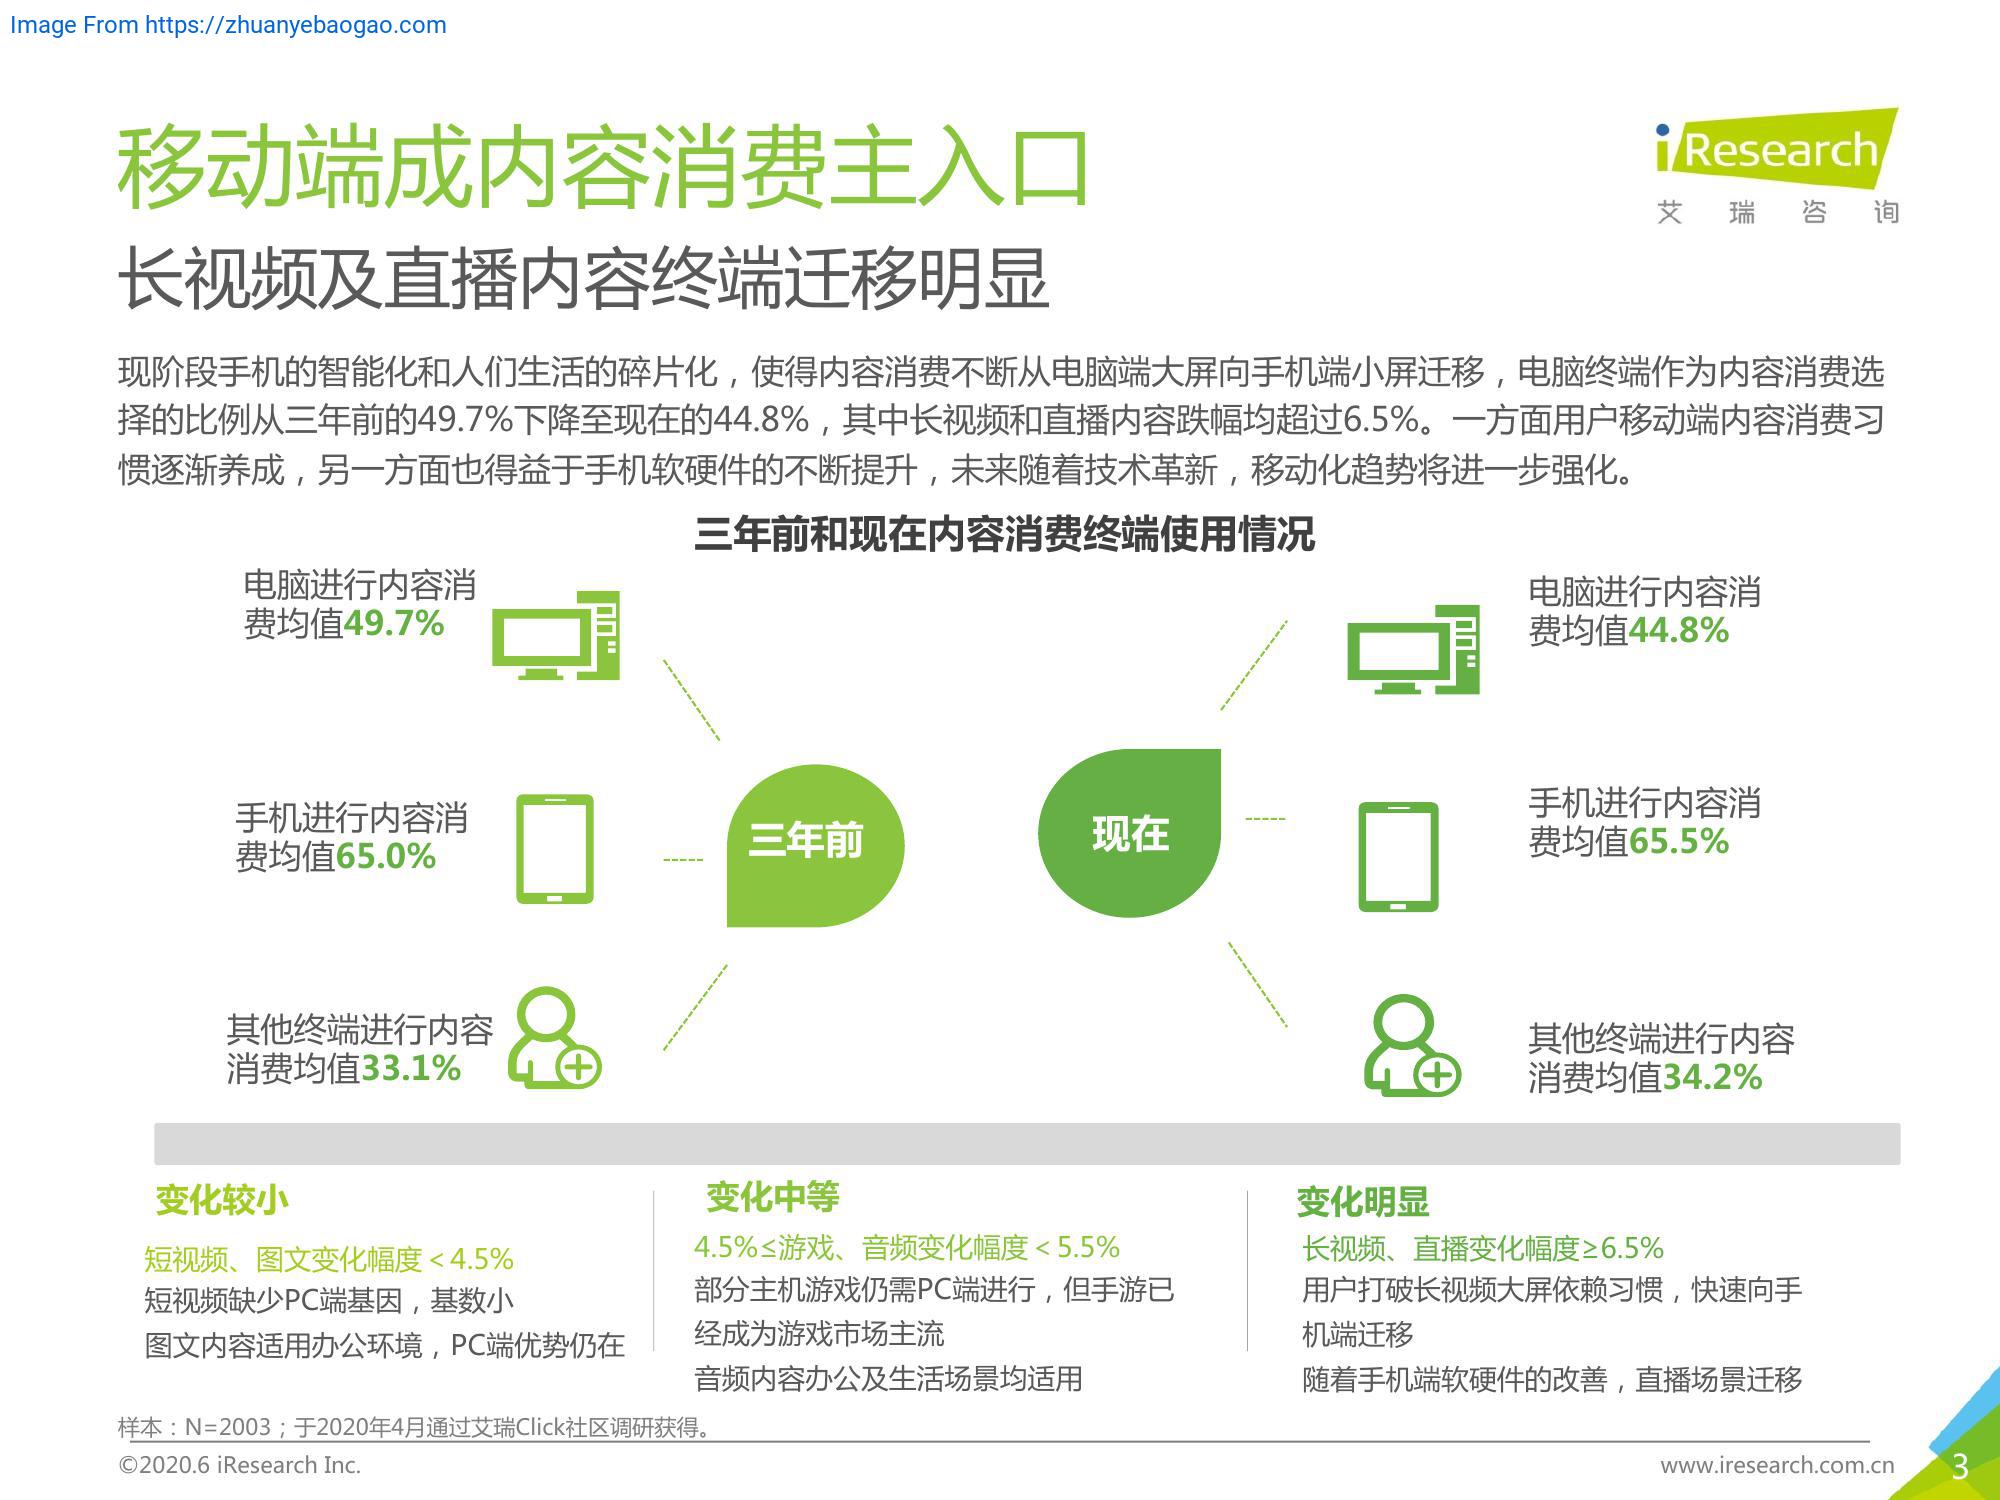 Image From https://zhuanyebaogao.com
移动端成内容消费主入口
iResearch
艾瑞咨询
长视频及直播内容终端迁移明显
现阶段手机的智能化和人们生活的碎片化，使得内容消费不断从电脑端大屏向手机端小屏迁移，电脑终端作为内容消费选
择的比例从三年前的49.7%下降至现在的44.8%，其中长视频和直播内容跌幅均超过6.5%。一方面用户移动端内容消费习
惯逐渐养成，另一方面也得益于手机软硬件的不断提升，未来随着技术革新，移动化趋势将进一步强化。
三年前和现在内容消费终端使用情况
电脑进行内容消
费均值49.7%
手机进行内容消
费均值65.0%
其他终端进行内容
消费均值33.1%
三年前
现在
电脑进行内容消
费均值44.8%
手机进行内容消
费均值65.5%
其他终端进行内容
消费均值34.2%
变化较小
短视频、图文变化幅度＜4.5%
短视频缺少PC端基因，基数小
图文内容适用办公环境，PC端优势仍在
变化中等
4.5%≤游戏、音频变化幅度＜5.5%
部分主机游戏仍需PC端进行，但手游已
经成为游戏市场主流
音频内容办公及生活场景均适用
变化明显
长视频、直播变化幅度≥6.5%
用户打破长视频大屏依赖习惯，快速向手
机端迁移
随着手机端软硬件的改善，直播场景迁移
样本：N=2003；于2020年4月通过艾瑞Click社区调研获得。
©2020.6 iResearch Inc.
www.iresearch.com.cn
3